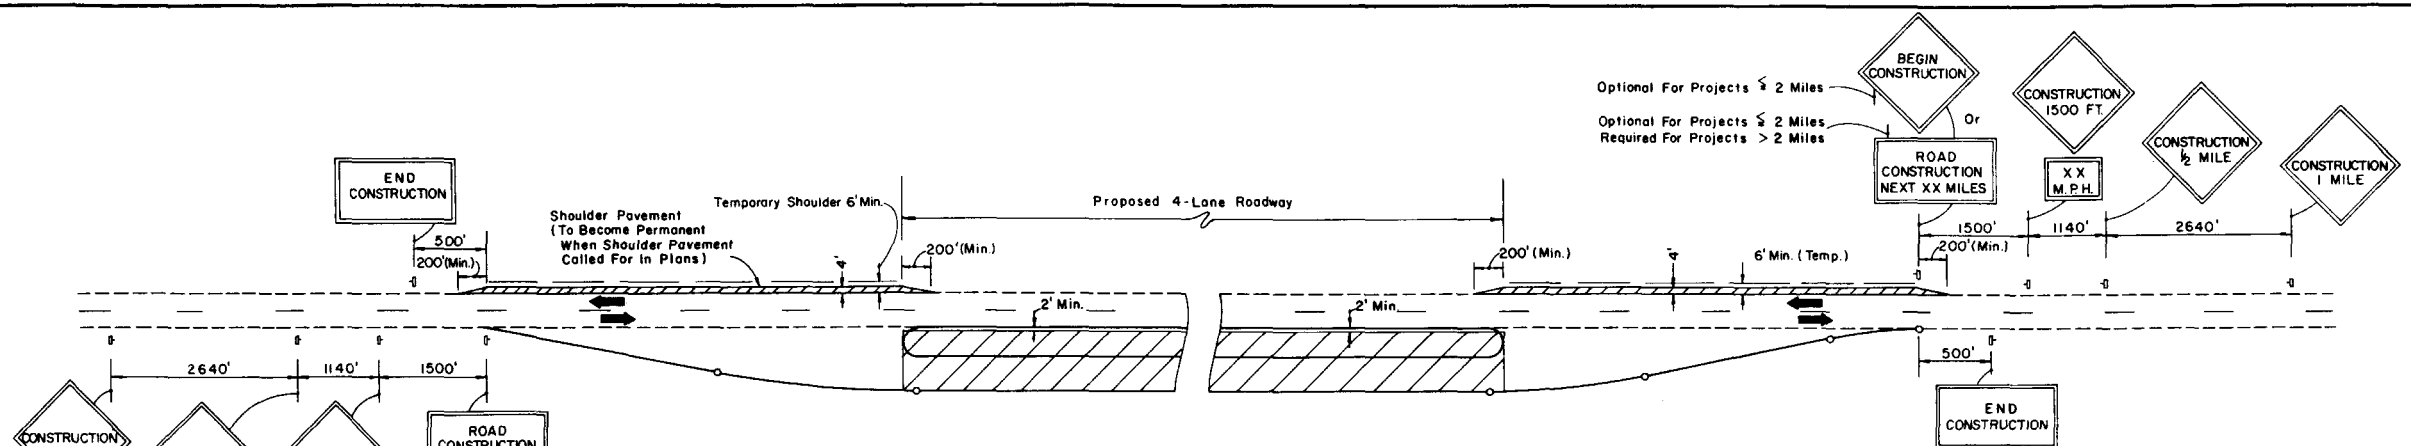 BEGIN
CONSTRUCTION
Optional For Projects ≦ 2 Miles
Optional For Projects ≦ 2 Miles
Required For Projects > 2 Miles
Or
CONSTRUCTION
1500 FT.
CONSTRUCTION
½ MILE
CONSTRUCTION
1 MILE
ROAD
CONSTRUCTION
NEXT XX MILES
XX
M.P.H.
END
CONSTRUCTION
Shoulder Pavement
(To Become Permanent
When Shoulder Pavement
Called For In Plans)
Temporary Shoulder 6' Min.
Proposed 4-Lane Roadway
500'
200'(Min.)
4'
200'(Min.)
200'(Min.)
4'
6' Min. (Temp.)
1500'
1140'
2640'
200'(Min.)
2' Min.
2' Min.
2640'
1140'
1500'
500'
CONSTRUCTION
ROAD
CONSTRUCTION
END
CONSTRUCTION